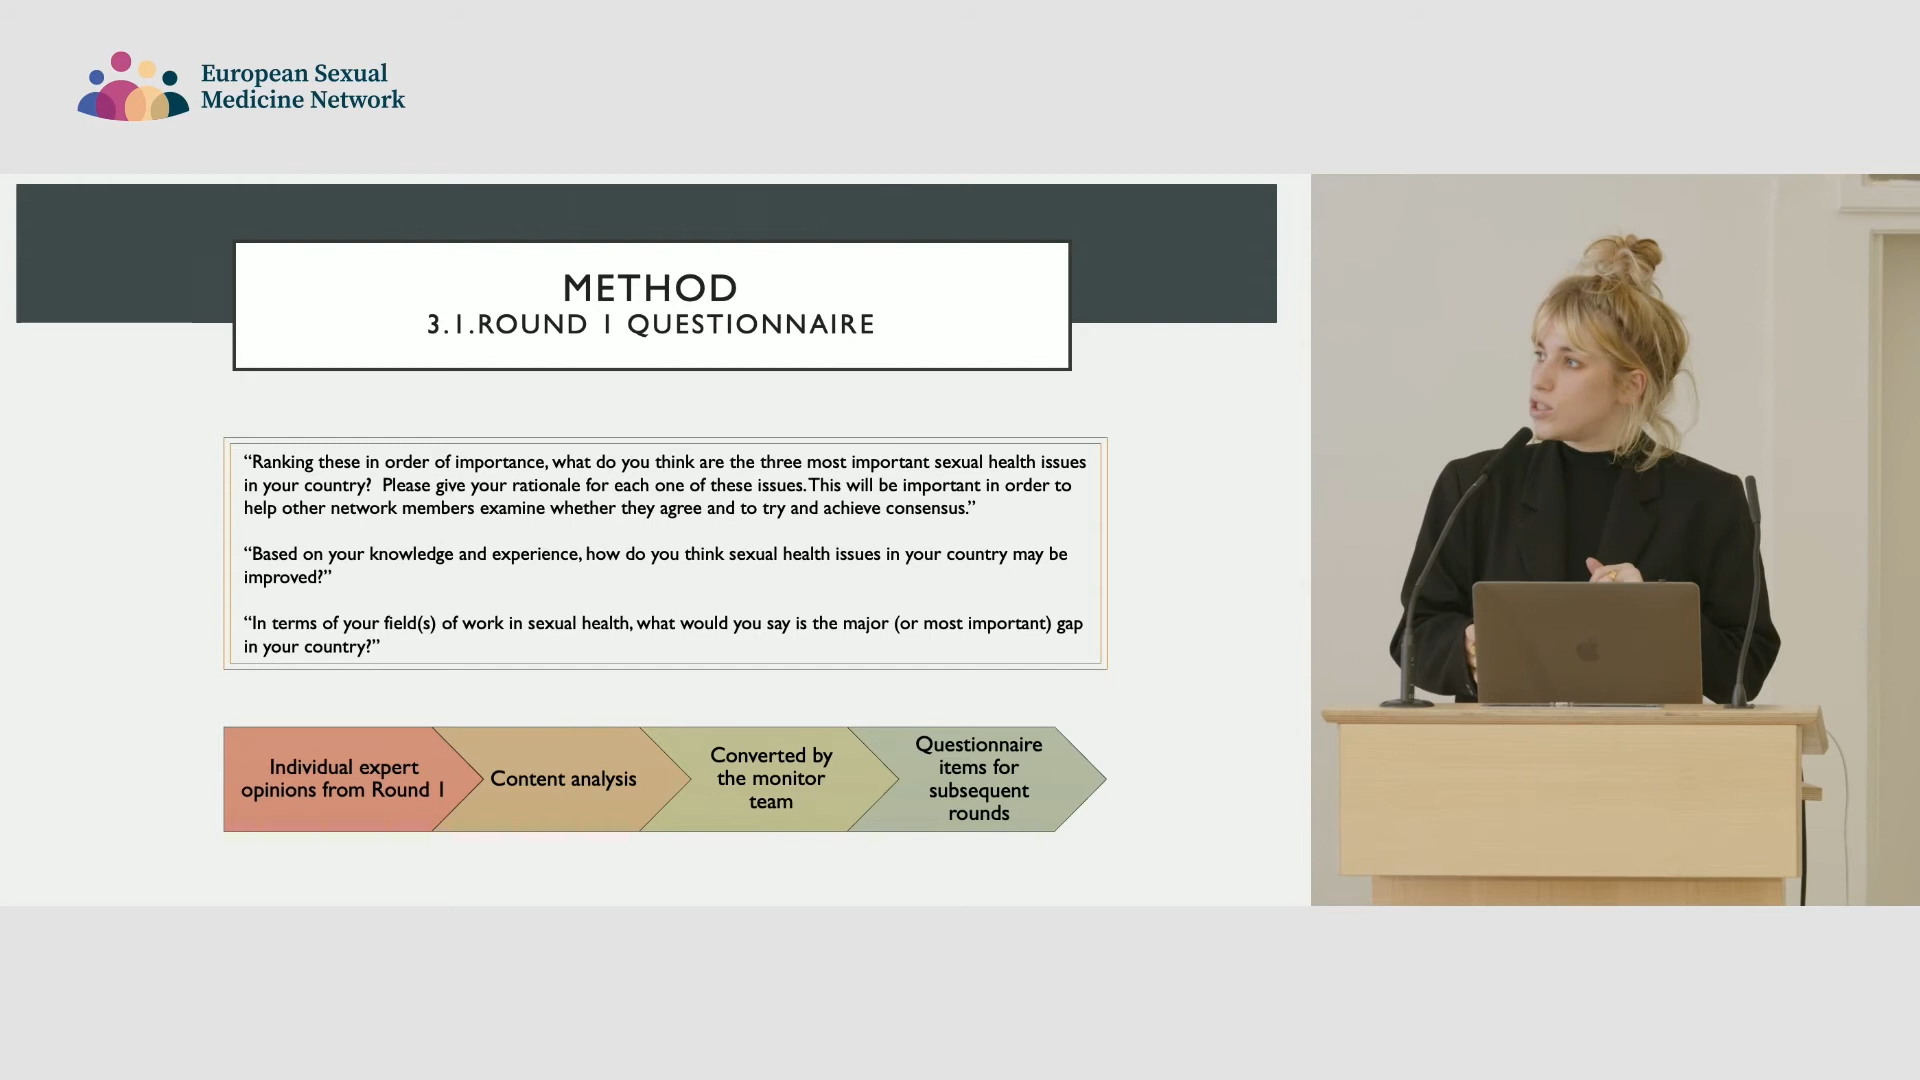 European Sexual
Medicine Network
METHOD
3.1.ROUND 1 QUESTIONNAIRE
“Ranking these in order of importance, what do you think are the three most important sexual health issues
in your country?  Please give your rationale for each one of these issues. This will be important in order to
help other network members examine whether they agree and to try and achieve consensus.”
“Based on your knowledge and experience, how do you think sexual health issues in your country may be
improved?”
“In terms of your field(s) of work in sexual health, what would you say is the major (or most important) gap
in your country?”
Individual expert
opinions from Round 1
Content analysis
Converted by
the monitor
team
Questionnaire
items for
subsequent
rounds